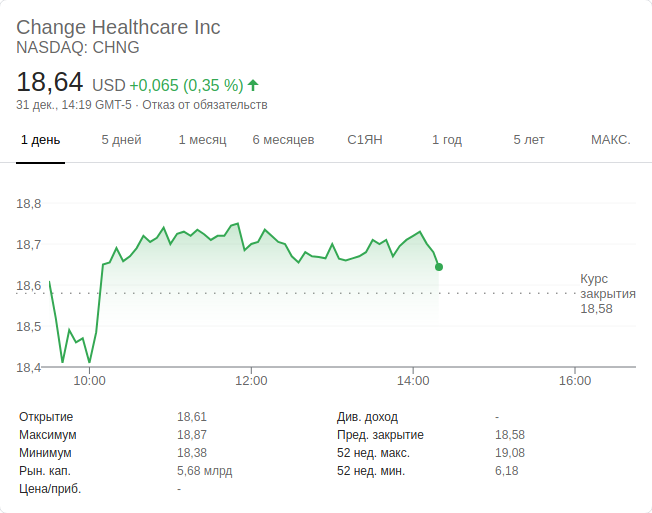 Change Healthcare Inc
NASDAQ: CHNG
18,64 USD +0,065 (0,35 %)
31 дек., 14:19 GMT-5 · Отказ от обязательств
1 день 5 дней 1 месяц 6 месяцев С1ЯН 1 год 5 лет МАКС.
18,8
18,7
18,6
18,5
18,4
Курс
закрытия
18,58
10:00 12:00 14:00 16:00
Открытие 18,61 Див. доход -
Максимум 18,87 Пред. закрытие 18,58
Минимум 18,38 52 нед. макс. 19,08
Рын. кап. 5,68 млрд 52 нед. мин. 6,18
Цена/приб. -